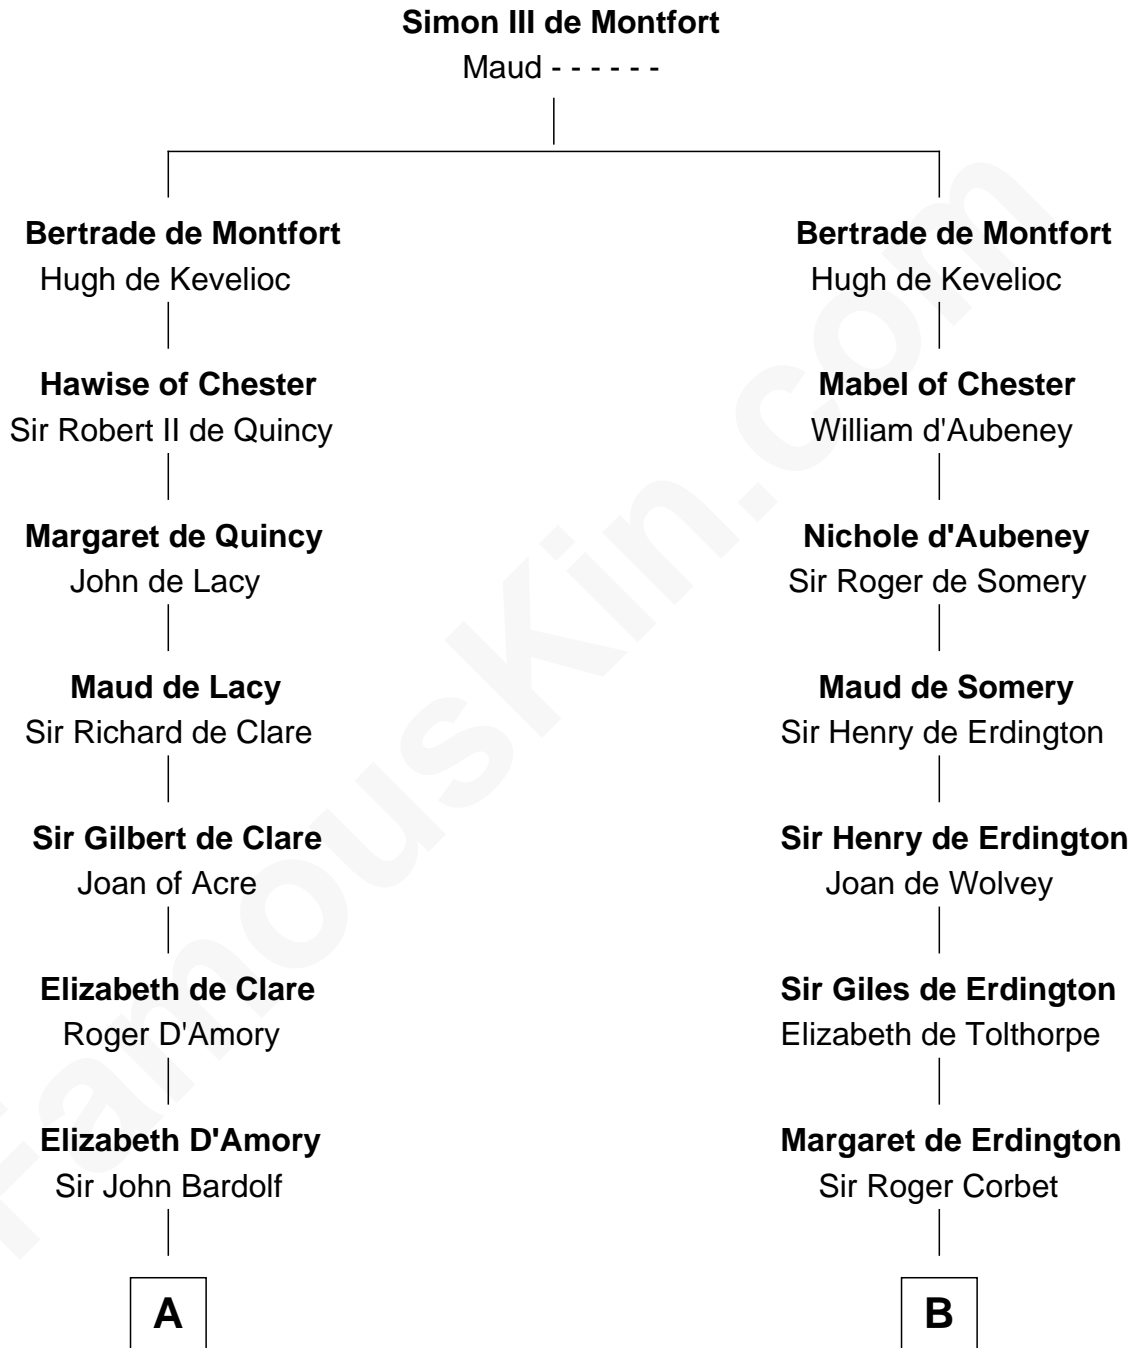 Simon III de Montfort
Maud - - - - - -
Bertrade de Montfort
Hugh de Kevelioc
Hawise of Chester
Sir Robert II de Quincy
Margaret de Quincy
John de Lacy
Maud de Lacy
Sir Richard de Clare
Sir Gilbert de Clare
Joan of Acre
Elizabeth de Clare
Roger D'Amory
Elizabeth D'Amory
Sir John Bardolf
A
Bertrade de Montfort
Hugh de Kevelioc
Mabel of Chester
William d'Aubeney
Nichole d'Aubeney
Sir Roger de Somery
Maud de Somery
Sir Henry de Erdington
Sir Henry de Erdington
Joan de Wolvey
Sir Giles de Erdington
Elizabeth de Tolthorpe
Margaret de Erdington
Sir Roger Corbet
B
FamousKin.com